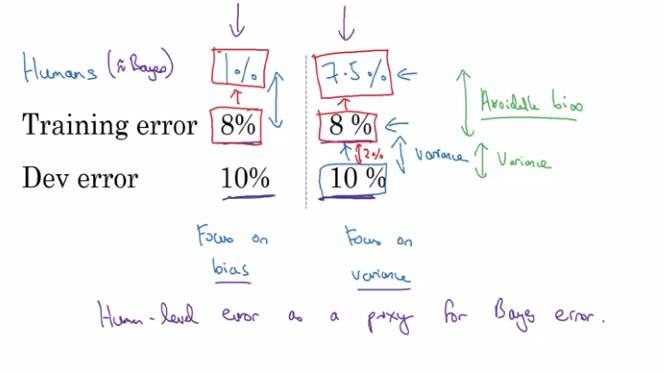 Humans (≈ Bayes) 1% 7.5%
Training error 8% 8 %
2%
Avoidable bias
Variance
Variance
Dev error 10% 10 %
Focus on bias
Focus on variance
Human-level error as a proxy for Bayes error.